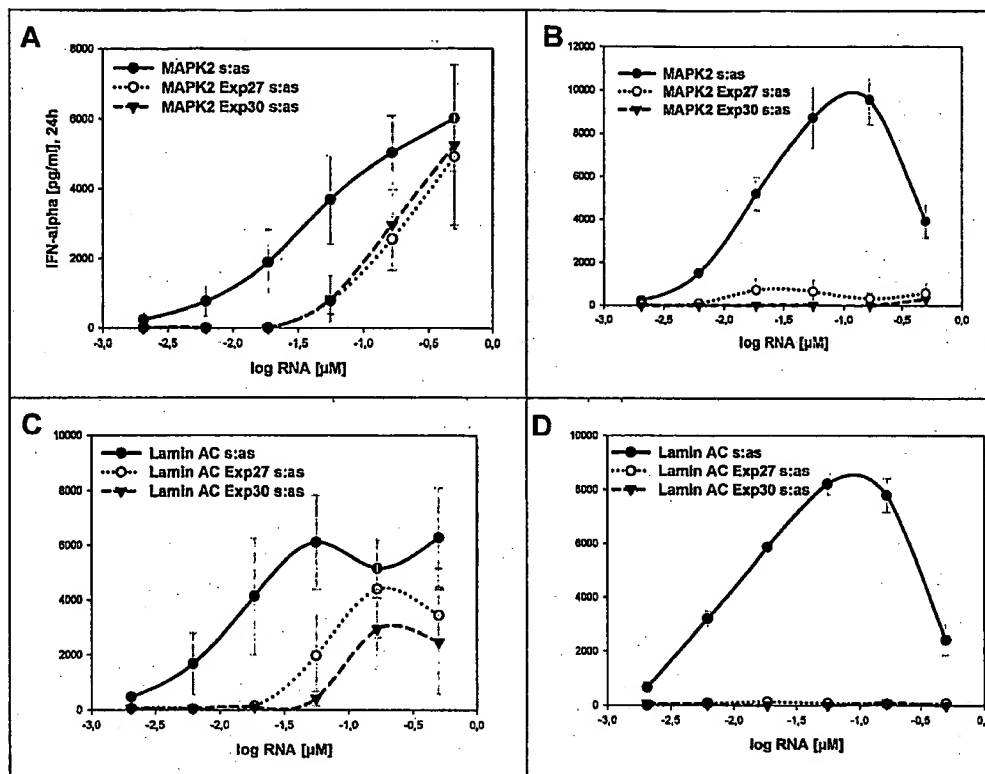 A
IFN-alpha [pg/ml], 24h
8000
6000
4000
2000
0
MAPK2 s:as
MAPK2 Exp27 s:as
MAPK2 Exp30 s:as
-3,0 -2,5 -2,0 -1,5 -1,0 -0,5 0,0
log RNA [µM]
B
12000
10000
8000
6000
4000
2000
0
MAPK2 s:as
MAPK2 Exp27 s:as
MAPK2 Exp30 s:as
-3,0 -2,5 -2,0 -1,5 -1,0 -0,5 0,0
log RNA [µM]
C
10000
8000
6000
4000
2000
0
Lamin AC s:as
Lamin AC Exp27 s:as
Lamin AC Exp30 s:as
-3,0 -2,5 -2,0 -1,5 -1,0 -0,5 0,0
log RNA [µM]
D
10000
8000
6000
4000
2000
0
Lamin AC s:as
Lamin AC Exp27 s:as
Lamin AC Exp30 s:as
-3,0 -2,5 -2,0 -1,5 -1,0 -0,5 0,0
log RNA [µM]